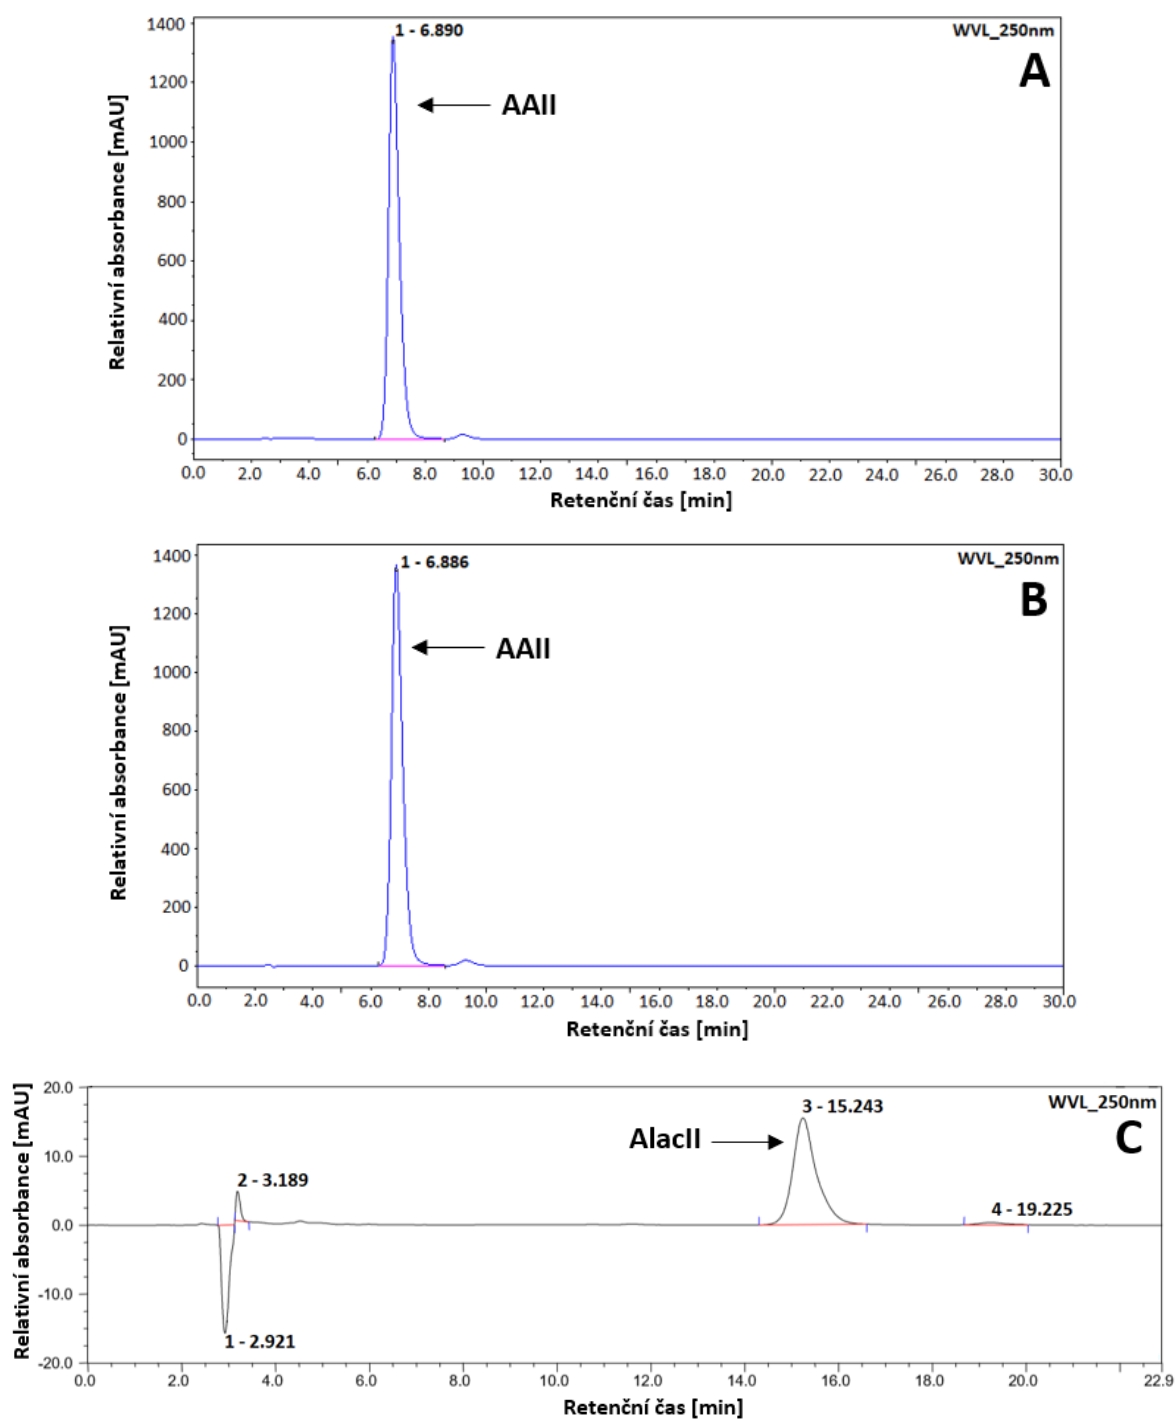 1400
1 - 6.890
WVL_250nm
A
1200
AAII
1000
800
600
400
200
0
Relativní absorbance [mAU]
0.0 2.0 4.0 6.0 8.0 10.0 12.0 14.0 16.0 18.0 20.0 22.0 24.0 26.0 28.0 30.0
Retenční čas [min]
1400
1 - 6.886
WVL_250nm
B
1200
AAII
1000
800
600
400
200
0
Relativní absorbance [mAU]
0.0 2.0 4.0 6.0 8.0 10.0 12.0 14.0 16.0 18.0 20.0 22.0 24.0 26.0 28.0 30.0
Retenční čas [min]
20.0
WVL_250nm
3 - 15.243
C
AlacII
10.0
2 - 3.189
4 - 19.225
0.0
-10.0
1 - 2.921
-20.0
Relativní absorbance [mAU]
0.0 2.0 4.0 6.0 8.0 10.0 12.0 14.0 16.0 18.0 20.0 22.9
Retenční čas [min]